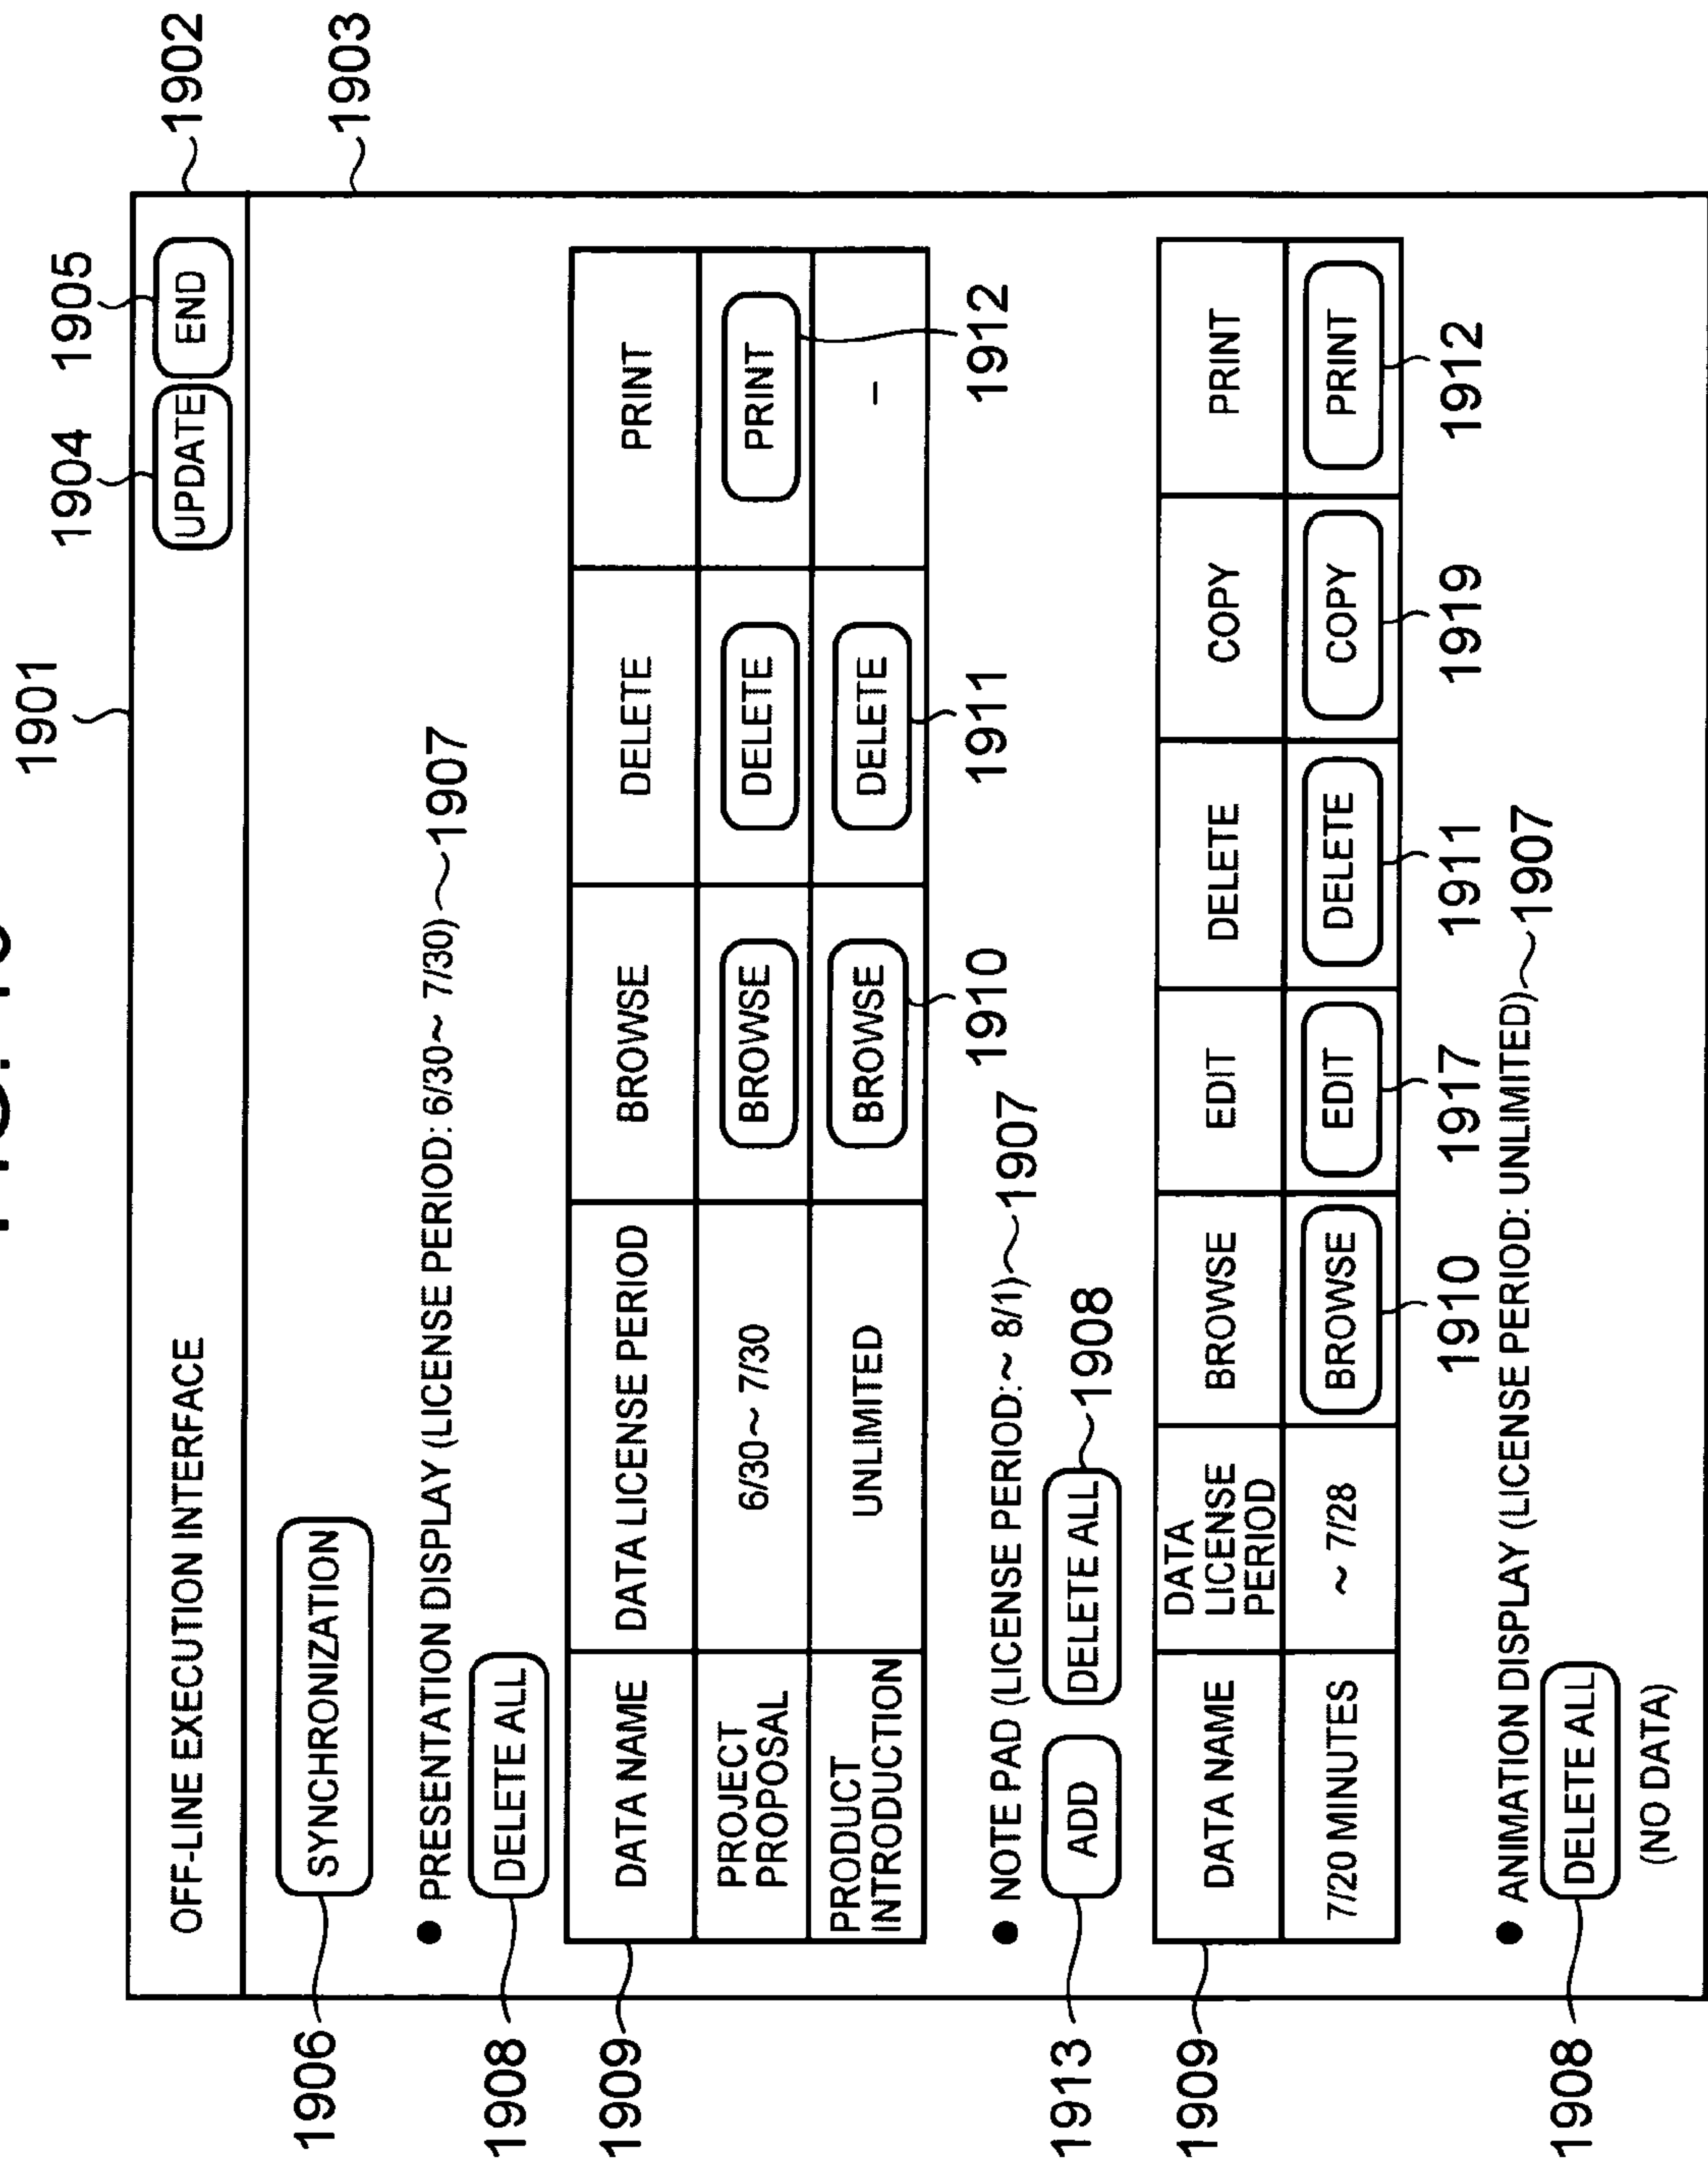 1901
1904 1905
OFF-LINE EXECUTION INTERFACE UPDATE END 1902
1903
1906 SYNCHRONIZATION
● PRESENTATION DISPLAY (LICENSE PERIOD: 6/30~ 7/30) 1907
1908 DELETE ALL
1909
DATA NAME DATA LICENSE PERIOD BROWSE DELETE PRINT
PROJECT PROPOSAL 6/30~ 7/30 BROWSE DELETE PRINT
PRODUCT INTRODUCTION UNLIMITED BROWSE DELETE –
1910 1911 1912
● NOTE PAD (LICENSE PERIOD:~ 8/1) 1907
1913 ADD DELETE ALL 1908
1909
DATA NAME DATA LICENSE PERIOD BROWSE EDIT DELETE COPY PRINT
7/20 MINUTES ~ 7/28 BROWSE EDIT DELETE COPY PRINT
1910 1917 1911 1919 1912
● ANIMATION DISPLAY (LICENSE PERIOD: UNLIMITED) 1907
1908 DELETE ALL
(NO DATA)